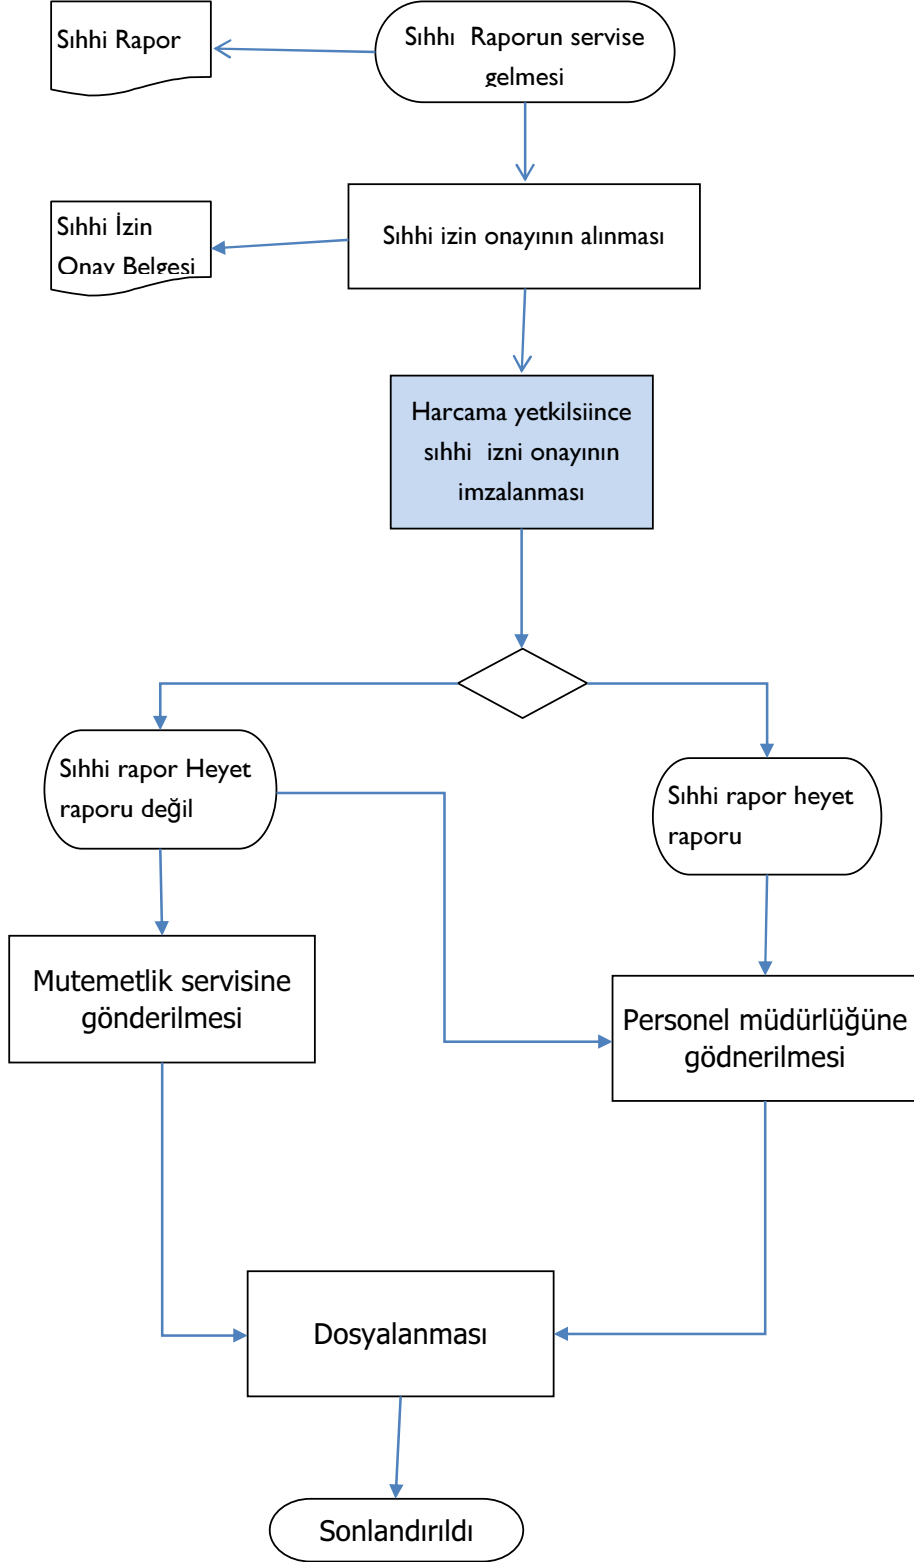 Sıhhi Rapor
Sıhhı Raporun servise
gelmesi
Sıhhi İzin
Onay Belgesi
Sıhhi izin onayının alınması
Harcama yetkilsiince
sıhhi izni onayının
imzalanması
Sıhhi rapor Heyet
raporu değil
Sıhhi rapor heyet
raporu
Mutemetlik servisine
gönderilmesi
Personel müdürlüğüne
gödnerilmesi
Dosyalanması
Sonlandırıldı